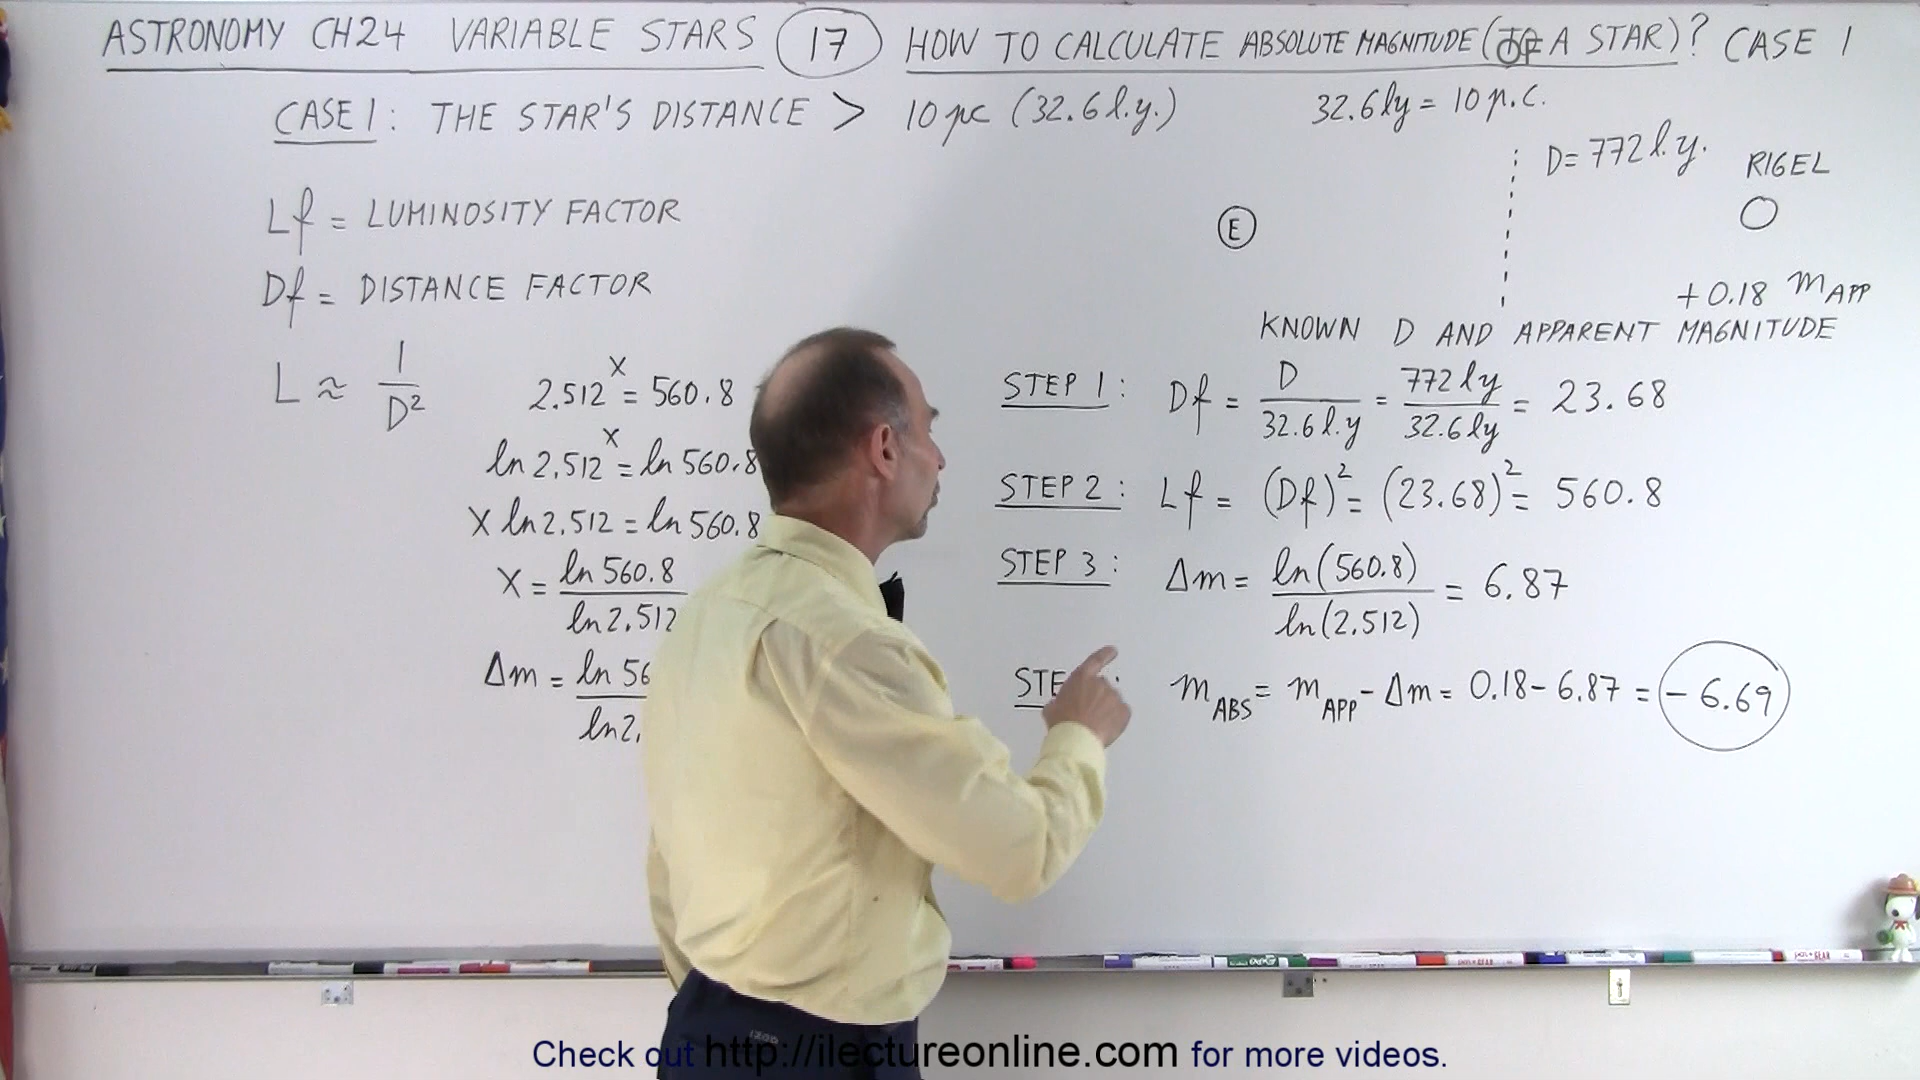 ASTRONOMY CH24 VARIABLE STARS 17 HOW TO CALCULATE ABSOLUTE MAGNITUDE (OF A STAR)? CASE 1
CASE 1: THE STAR'S DISTANCE > 10 pc (32.6 l.y.)
32.6 ly = 10 p.c.
D = 772 l.y.
RIGEL
E
+0.18 mAPP
KNOWN D AND APPARENT MAGNITUDE
Lf = LUMINOSITY FACTOR
Df = DISTANCE FACTOR
L ≈ 1/D²
2.512^x = 560.8
ln 2.512^x = ln 560.8
x ln 2.512 = ln 560.8
x = ln 560.8 / ln 2.512
Δm = ln 56 / ln 2.
STEP 1: Df = D / 32.6 l.y = 772 ly / 32.6 ly = 23.68
STEP 2: Lf = (Df)² = (23.68)² = 560.8
STEP 3: Δm = ln(560.8) / ln(2.512) = 6.87
STE : mABS = mAPP - Δm = 0.18 - 6.87 = -6.69
Check out http://ilectureonline.com for more videos.